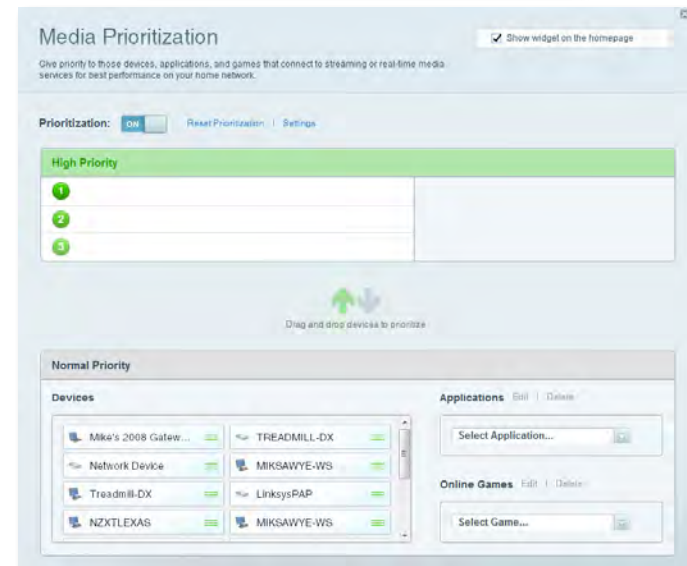 Media Prioritization
Show widget on the homepage
Give priority to those devices, applications, and games that connect to streaming or real-time media
services for best performance on your home network.
Prioritization: ON Reset Prioritization | Settings
High Priority
1
2
3
Drag and drop devices to prioritize
Normal Priority
Devices
Applications Edit | Delete
Mike's 2008 Gatew... TREADMILL-DX
Select Application...
Network Device MIKSAWYE-WS
Online Games Edit | Delete
Treadmill-DX LinksysPAP
NZXTLEXAS MIKSAWYE-WS
Select Game...